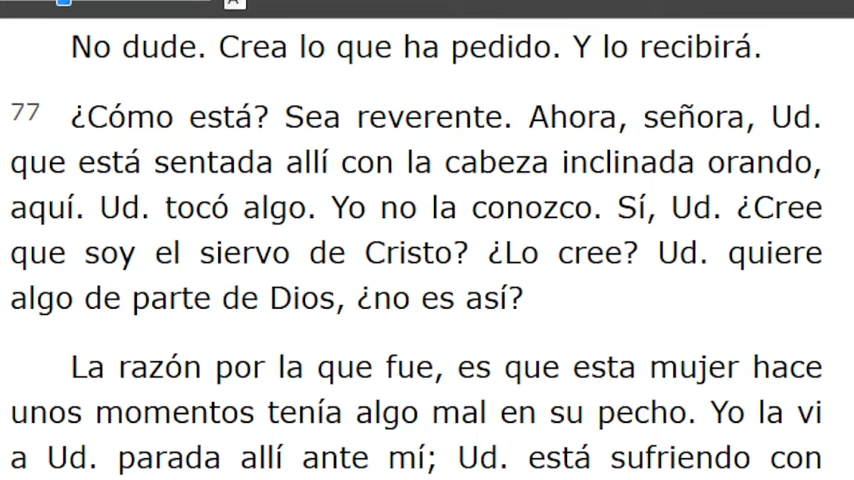 No dude. Crea lo que ha pedido. Y lo recibirá.
77 ¿Cómo está? Sea reverente. Ahora, señora, Ud.
que está sentada allí con la cabeza inclinada orando,
aquí. Ud. tocó algo. Yo no la conozco. Sí, Ud. ¿Cree
que soy el siervo de Cristo? ¿Lo cree? Ud. quiere
algo de parte de Dios, ¿no es así?
La razón por la que fue, es que esta mujer hace
unos momentos tenía algo mal en su pecho. Yo la vi
a Ud. parada allí ante mí; Ud. está sufriendo con